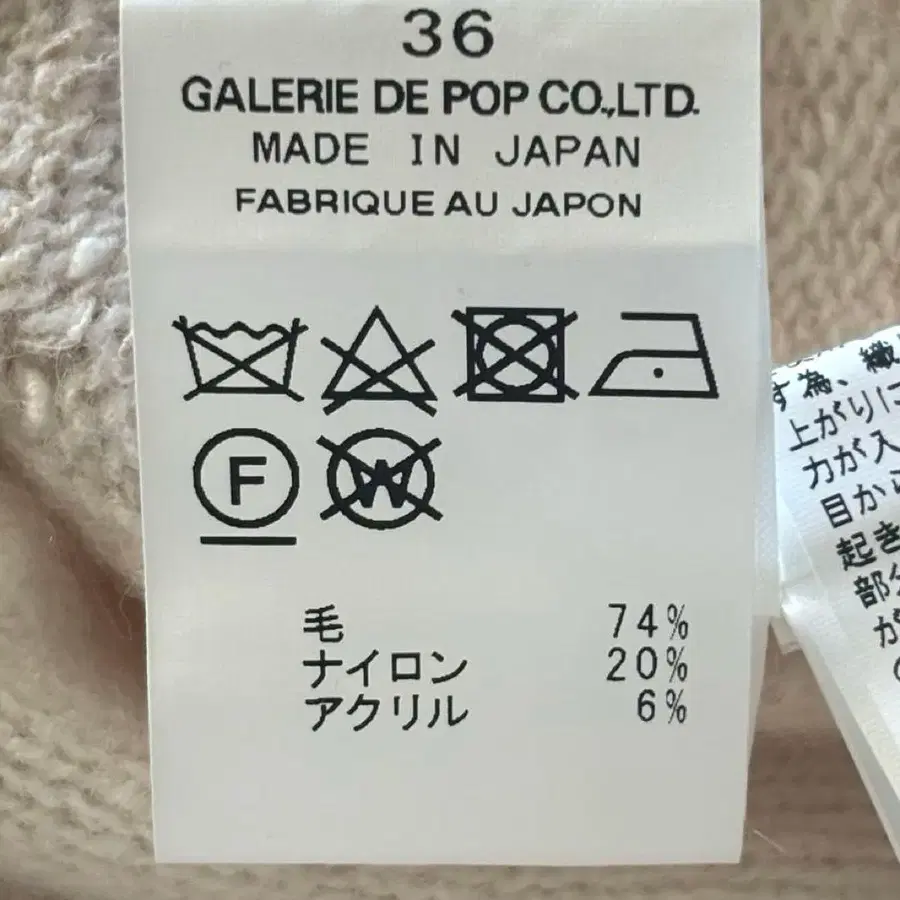 36
GALERIE DE POP CO.,LTD.
MADE IN JAPAN
FABRIQUE AU JAPON
F
W
毛 74%
ナイロン 20%
アクリル 6%
す為、織
上がりに
力が入
目から
起き
部分
が